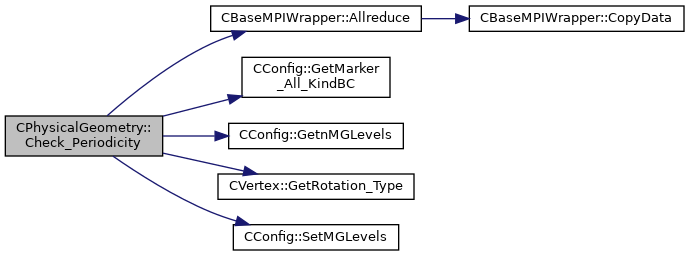 CPhysicalGeometry::
Check_Periodicity
CBaseMPIWrapper::Allreduce
CBaseMPIWrapper::CopyData
CConfig::GetMarker
_All_KindBC
CConfig::GetnMGLevels
CVertex::GetRotation_Type
CConfig::SetMGLevels